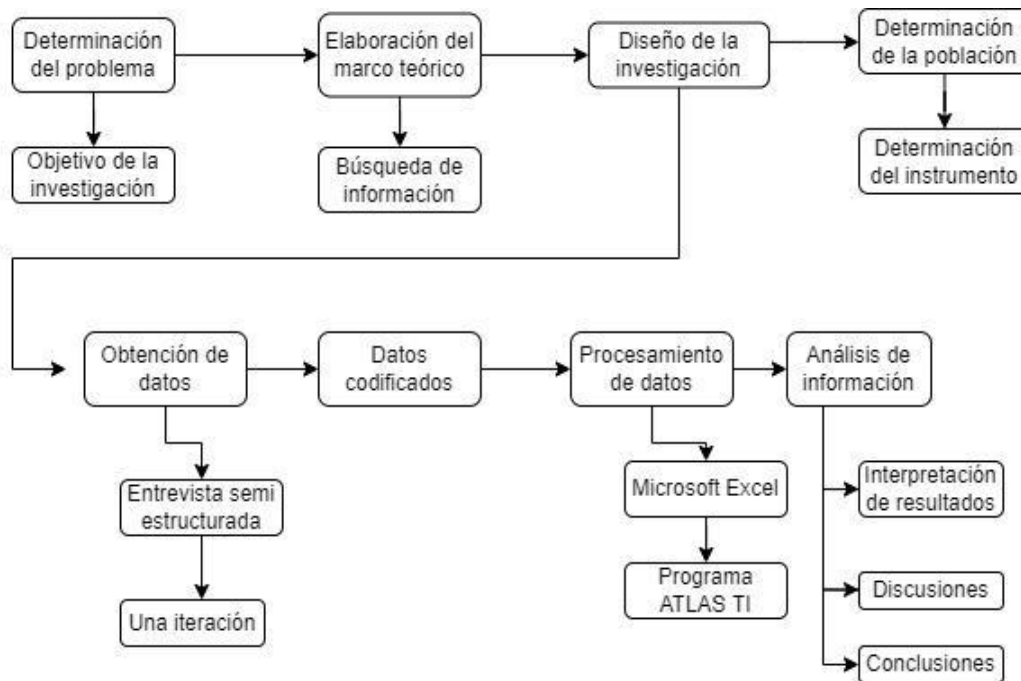 Determinación
del problema
Elaboración del
marco teórico
Diseño de la
investigación
Determinación
de la población
Objetivo de la
investigación
Búsqueda de
información
Determinación
del instrumento
Obtención de
datos
Datos
codificados
Procesamiento
de datos
Análisis de
información
Entrevista semi
estructurada
Microsoft Excel
Interpretación
de resultados
Una iteración
Programa
ATLAS TI
Discusiones
Conclusiones